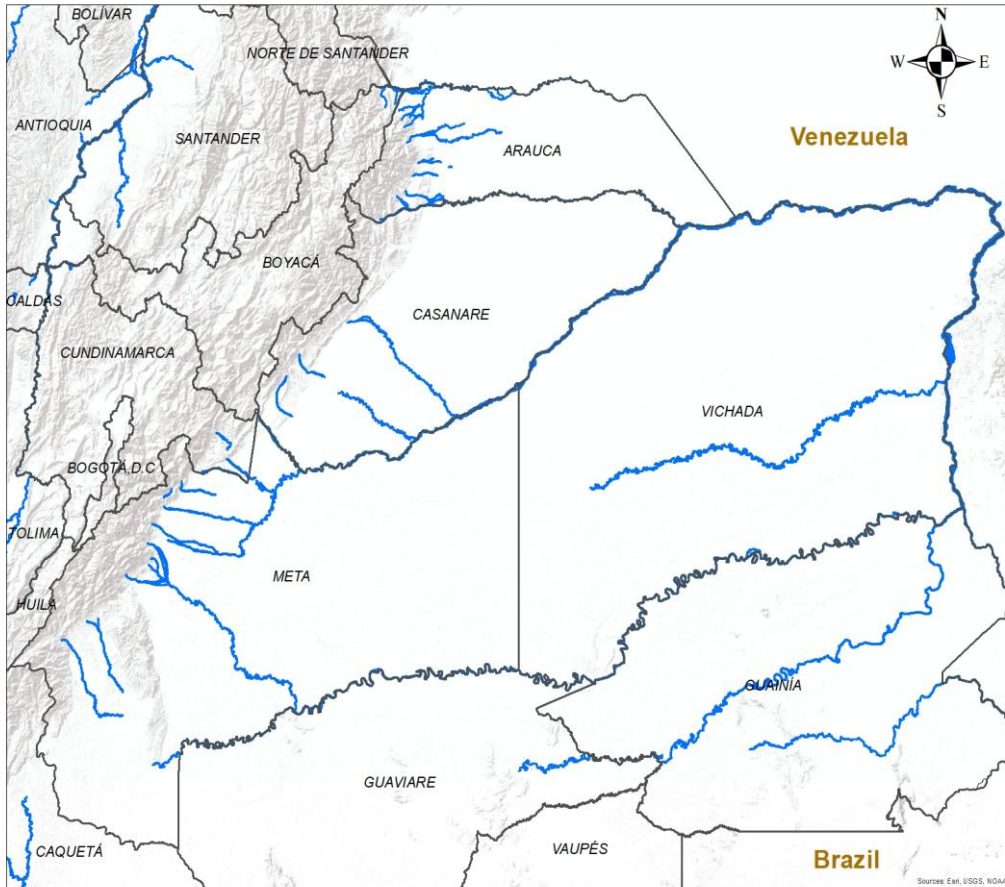 BOLÍVAR
N
NORTE DE SANTANDER
W
E
S
ANTIOQUIA
SANTANDER
ARAUCA
Venezuela
BOYACÁ
CALDAS
CASANARE
CUNDINAMARCA
VICHADA
BOGOTÁ, D.C
TOLIMA
META
HUILA
GUAINÍA
GUAVIARE
CAQUETÁ
VAUPÉS
Brazil
Sources: Esri, USGS, NOAA